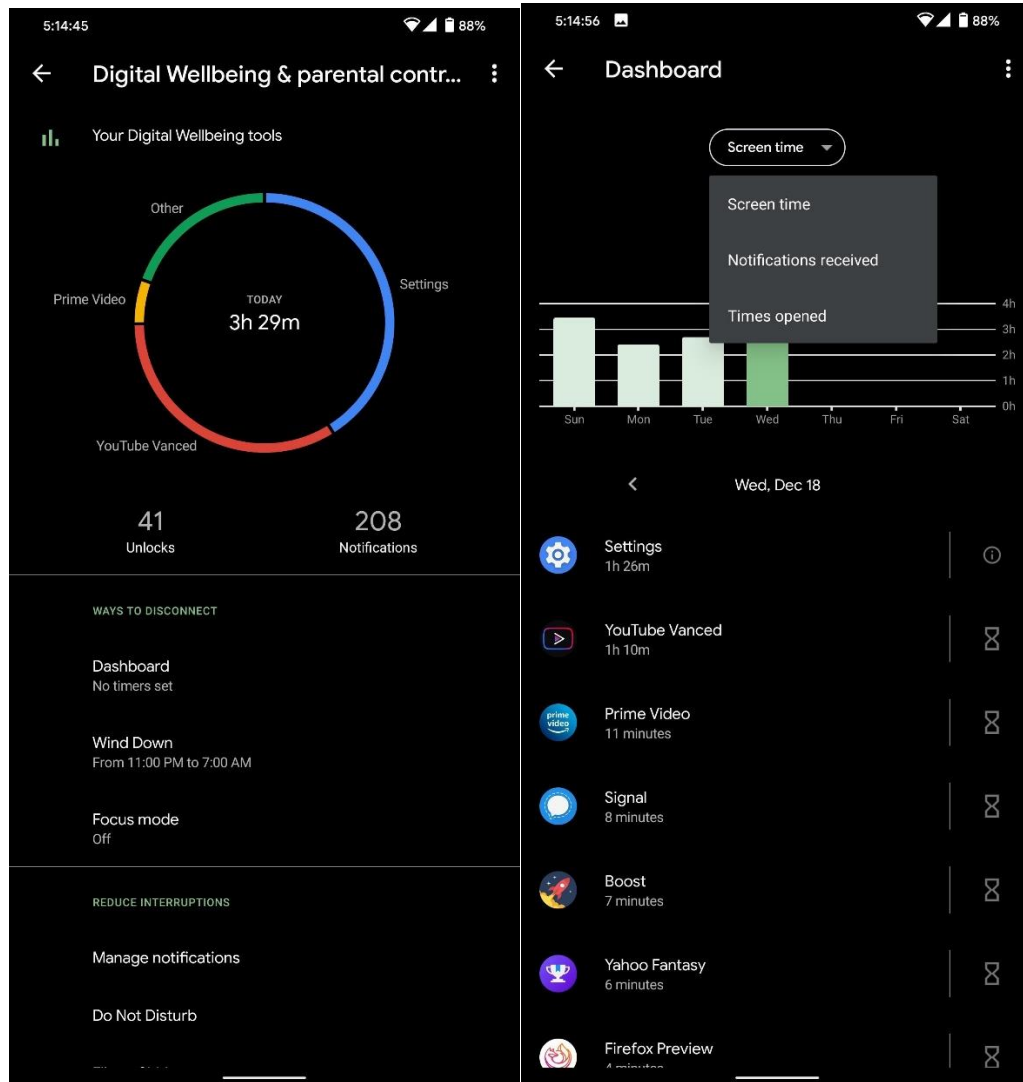 5:14:45
88%
Digital Wellbeing & parental contr...
Your Digital Wellbeing tools
Other
Settings
Prime Video
TODAY
3h 29m
YouTube Vanced
41
Unlocks
208
Notifications
WAYS TO DISCONNECT
Dashboard
No timers set
Wind Down
From 11:00 PM to 7:00 AM
Focus mode
Off
REDUCE INTERRUPTIONS
Manage notifications
Do Not Disturb
5:14:56
88%
Dashboard
Screen time
Screen time
Notifications received
Times opened
4h
3h
2h
1h
0h
Sun Mon Tue Wed Thu Fri Sat
Wed, Dec 18
Settings
1h 26m
YouTube Vanced
1h 10m
prime
video
Prime Video
11 minutes
Signal
8 minutes
Boost
7 minutes
Yahoo Fantasy
6 minutes
Firefox Preview
4 minutes